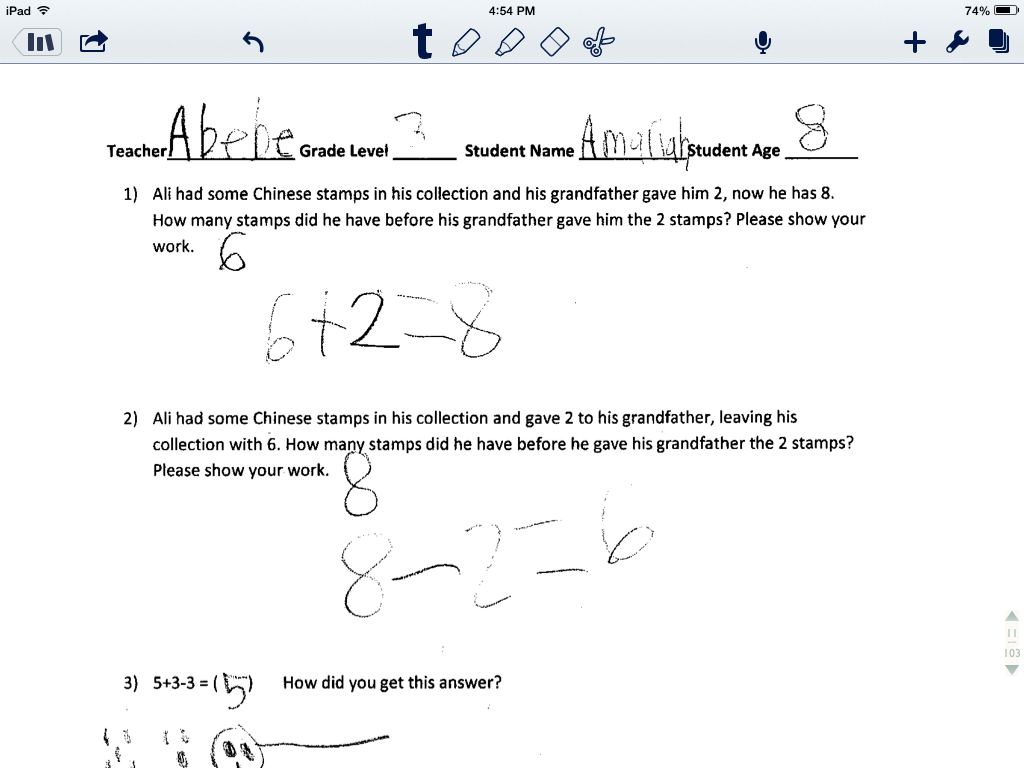 iPad 4:54 PM 74%
Teacher Abebe Grade Level 3 Student Name Amariah Student Age 8
1) Ali had some Chinese stamps in his collection and his grandfather gave him 2, now he has 8.
How many stamps did he have before his grandfather gave him the 2 stamps? Please show your
work. 6
6+2=8
2) Ali had some Chinese stamps in his collection and gave 2 to his grandfather, leaving his
collection with 6. How many stamps did he have before he gave his grandfather the 2 stamps?
Please show your work. 8
8-2=6
11
103
3) 5+3-3 = (5) How did you get this answer?